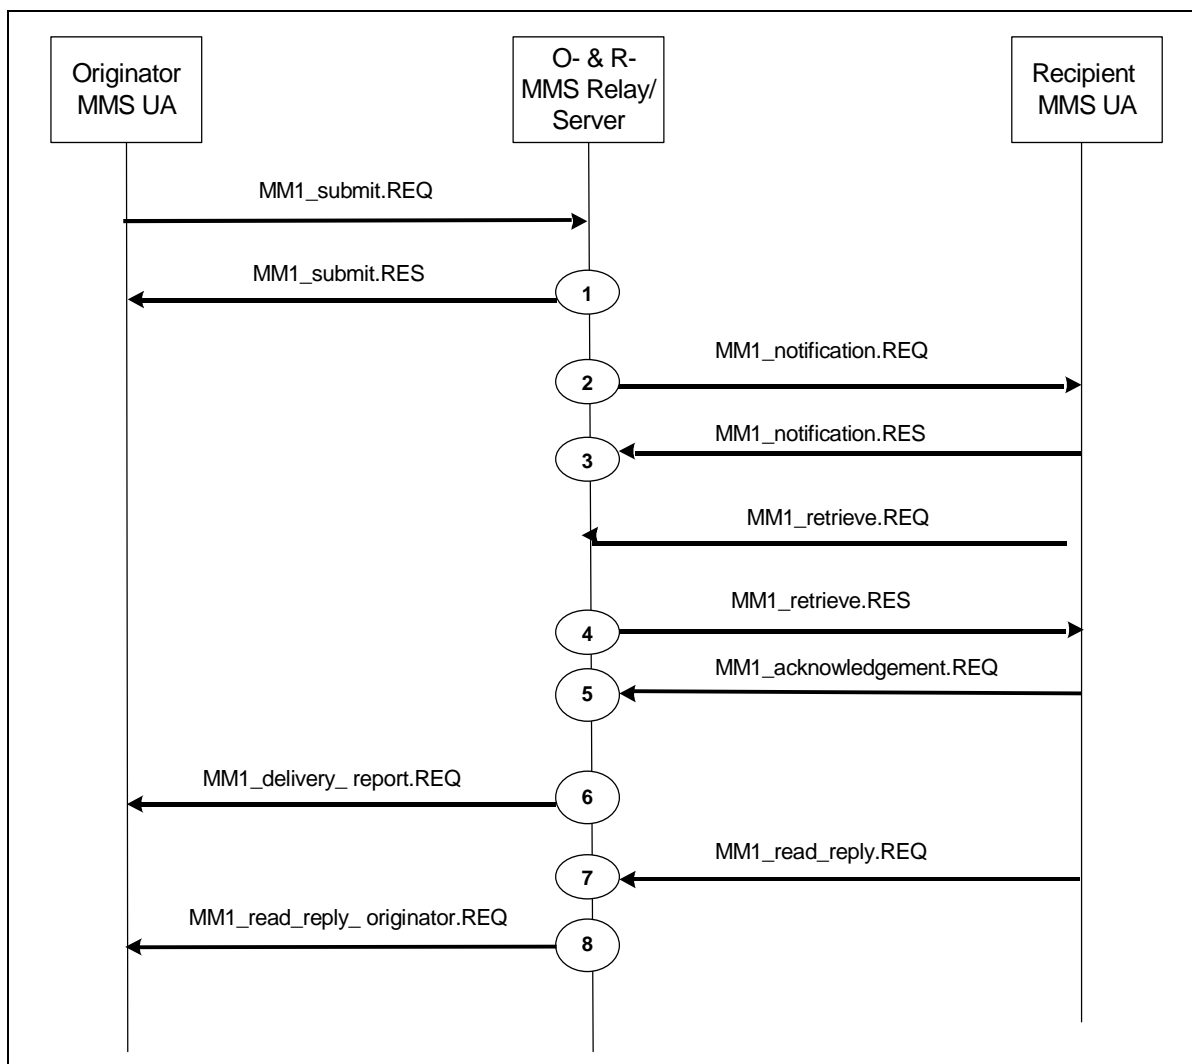 Originator
MMS UA
O- & R-
MMS Relay/
Server
Recipient
MMS UA
MM1_submit.REQ
MM1_submit.RES
1
MM1_notification.REQ
2
MM1_notification.RES
3
MM1_retrieve.REQ
MM1_retrieve.RES
4
MM1_acknowledgement.REQ
5
MM1_delivery_ report.REQ
6
MM1_read_reply.REQ
7
MM1_read_reply_ originator.REQ
8